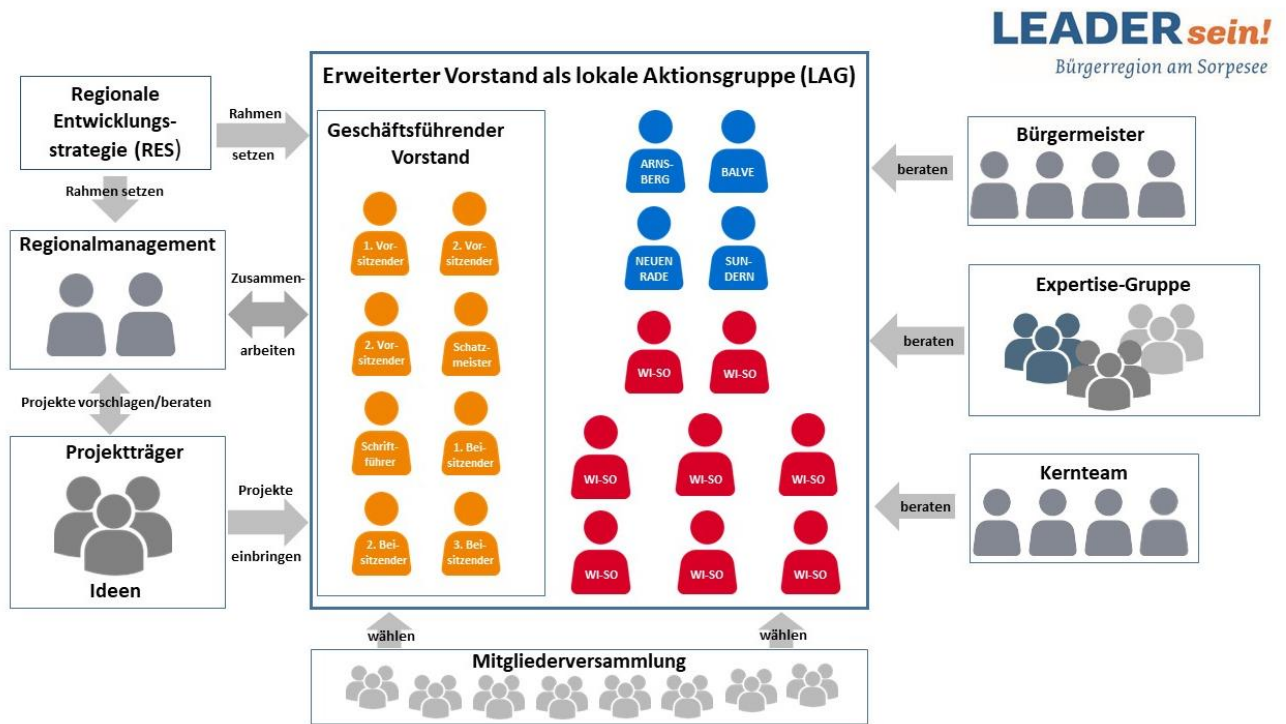 LEADER sein!
Bürgerregion am Sorpesee
Regionale
Entwicklungs-
strategie (RES)
Rahmen
setzen
Rahmen setzen
Regionalmanagement
Zusammen-
arbeiten
Projekte vorschlagen/beraten
Projektträger
Ideen
Projekte
einbringen
Erweiterter Vorstand als lokale Aktionsgruppe (LAG)
Geschäftsführender
Vorstand
1. Vor-
sitzender
2. Vor-
sitzender
2. Vor-
sitzender
Schatz-
meister
Schrift-
führer
1. Bei-
sitzender
2. Bei-
sitzender
3. Bei-
sitzender
ARNS-
BERG
BALVE
NEUEN
RADE
SUN-
DERN
WI-SO
WI-SO
WI-SO
WI-SO
WI-SO
WI-SO
WI-SO
WI-SO
beraten
Bürgermeister
beraten
Expertise-Gruppe
beraten
Kernteam
wählen
wählen
Mitgliederversammlung